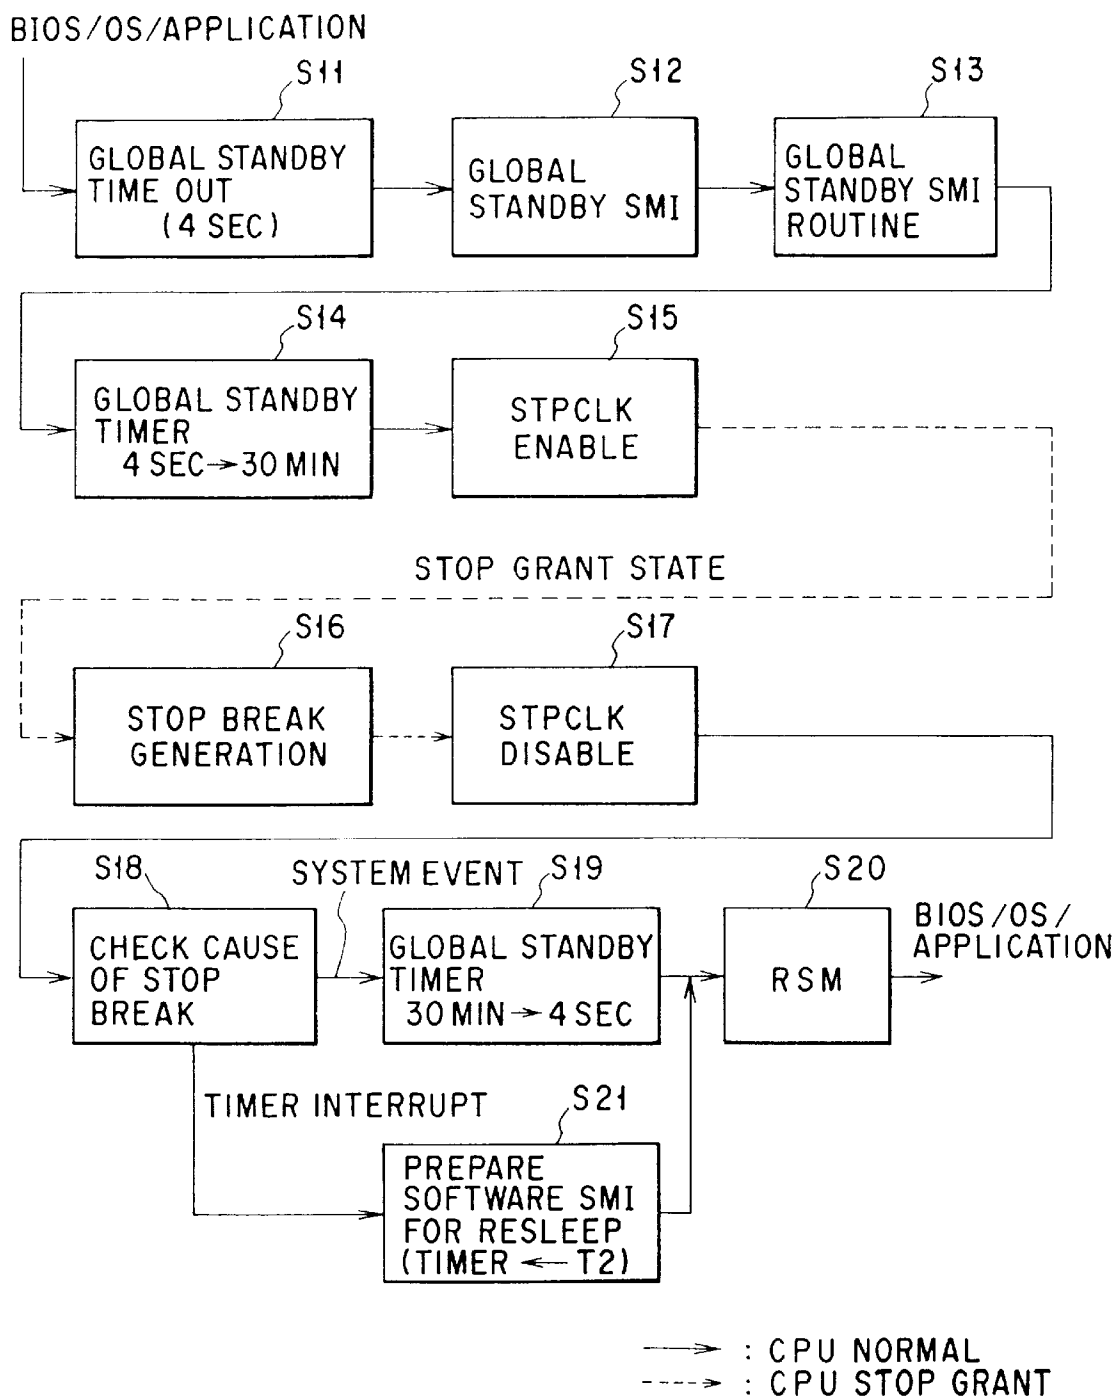 BIOS/OS/APPLICATION
S11
S12
S13
GLOBAL STANDBY
TIME OUT
(4 SEC)
GLOBAL
STANDBY SMI
GLOBAL
STANDBY SMI
ROUTINE
S14
S15
GLOBAL STANDBY
TIMER
4 SEC→30 MIN
STPCLK
ENABLE
STOP GRANT STATE
S16
S17
STOP BREAK
GENERATION
STPCLK
DISABLE
S18
SYSTEM EVENT
S19
S20
CHECK CAUSE
OF STOP
BREAK
GLOBAL STANDBY
TIMER
30 MIN → 4 SEC
RSM
BIOS/OS/
APPLICATION
TIMER INTERRUPT
S21
PREPARE
SOFTWARE SMI
FOR RESLEEP
(TIMER ← T2)
: CPU NORMAL
: CPU STOP GRANT